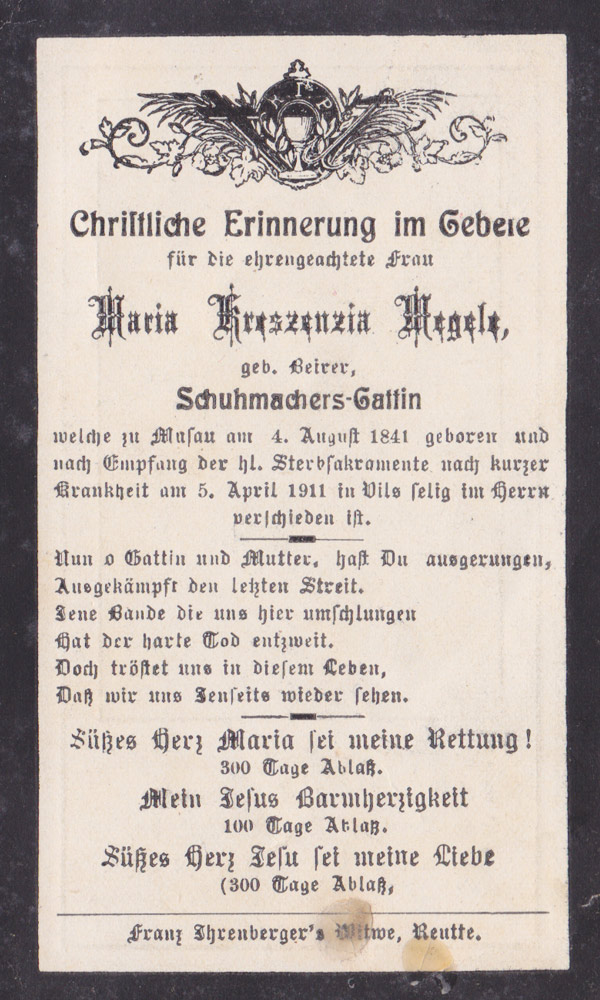 Christliche Erinnerung im Gebete
für die ehrengeachtete Frau
Maria Kreszenzia Megele,
geb. Beirer,
Schuhmachers-Gattin
welche zu Musau am 4. August 1841 geboren und
nach Empfang der hl. Sterbsakramente nach kurzer
Krankheit am 5. April 1911 in Vils selig im Herrn
verschieden ist.
Nun o Gattin und Mutter, hast Du ausgerungen,
Ausgekämpft den letzten Streit.
Jene Bande die uns hier umschlungen
Hat der harte Tod entzweit.
Doch tröstet uns in diesem Leben,
Daß wir uns Jenseits wieder sehen.
Süßes Herz Maria sei meine Rettung!
300 Tage Ablaß.
Mein Jesus Barmherzigkeit
100 Tage Ablaß.
Süßes Herz Jesu sei meine Liebe
(300 Tage Ablaß,
Franz Ihrenberger's Witwe, Reutte.